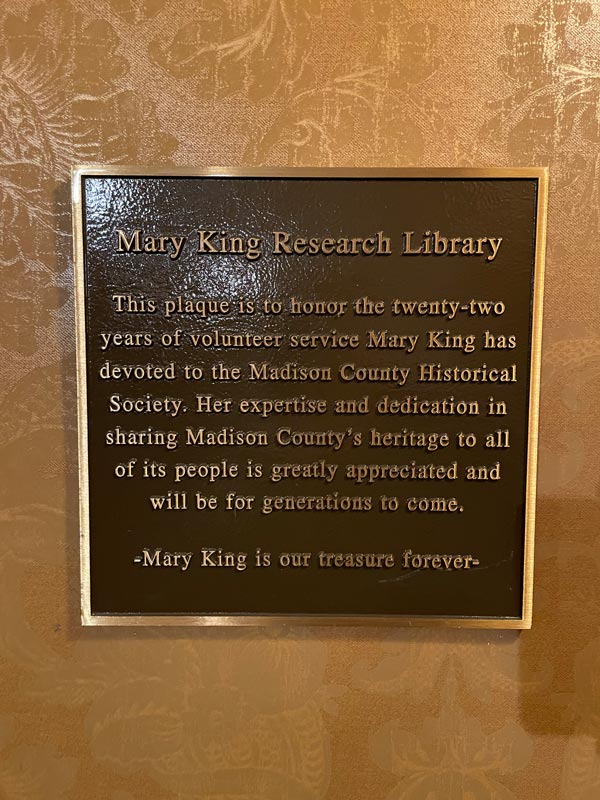 Mary King Research Library
This plaque is to honor the twenty-two
years of volunteer service Mary King has
devoted to the Madison County Historical
Society. Her expertise and dedication in
sharing Madison County's heritage to all
of its people is greatly appreciated and
will be for generations to come.
-Mary King is our treasure forever-